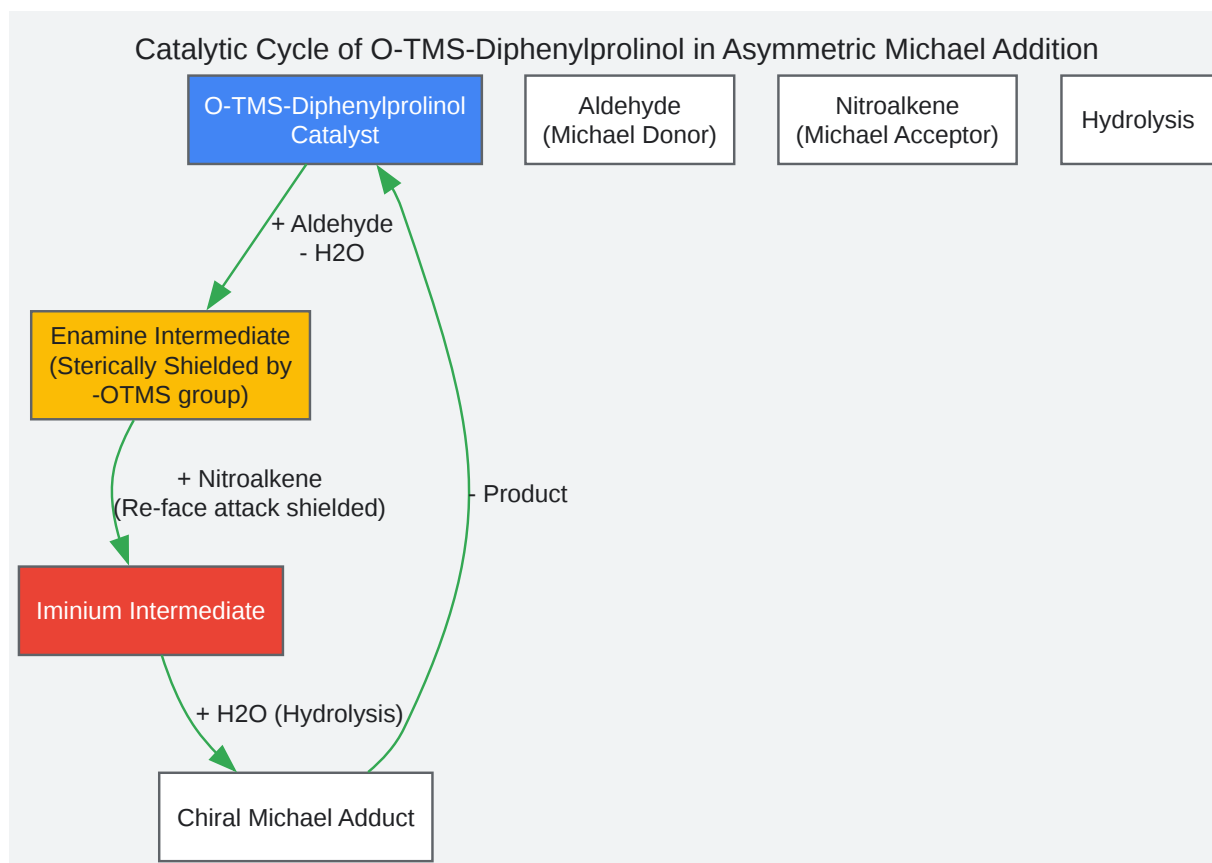 Catalytic Cycle of O-TMS-Diphenylprolinol in Asymmetric Michael Addition
O-TMS-Diphenylprolinol
Catalyst
Aldehyde
(Michael Donor)
Nitroalkene
(Michael Acceptor)
Hydrolysis
+ Aldehyde
- H2O
Enamine Intermediate
(Sterically Shielded by
-OTMS group)
+ Nitroalkene
(Re-face attack shielded)
- Product
Iminium Intermediate
+ H2O (Hydrolysis)
Chiral Michael Adduct